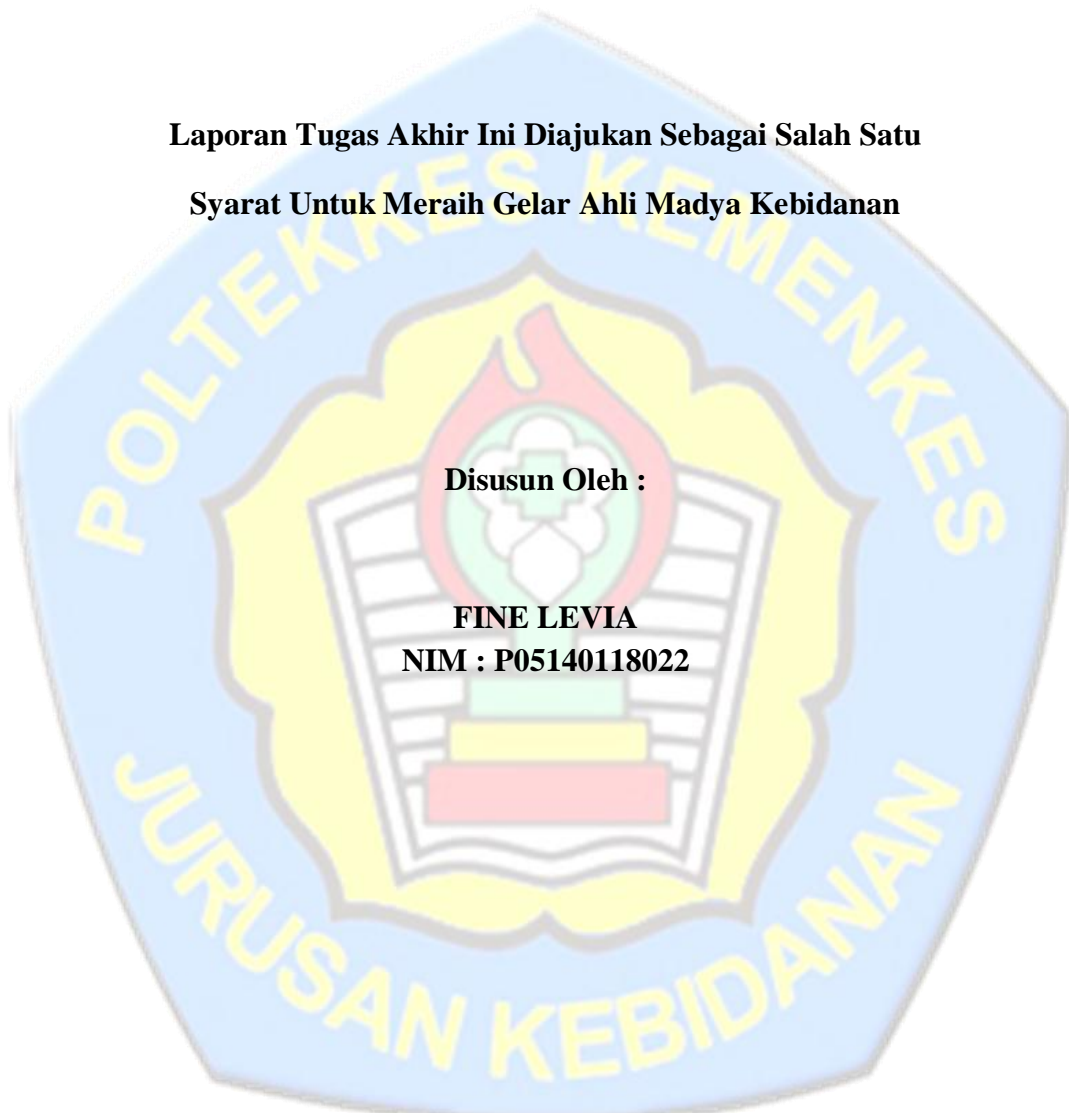 Laporan Tugas Akhir Ini Diajukan Sebagai Salah Satu
Syarat Untuk Meraih Gelar Ahli Madya Kebidanan
POLTEKKES KEMENKES
Disusun Oleh :
FINE LEVIA
NIM : P05140118022
JURUSAN KEBIDANAN